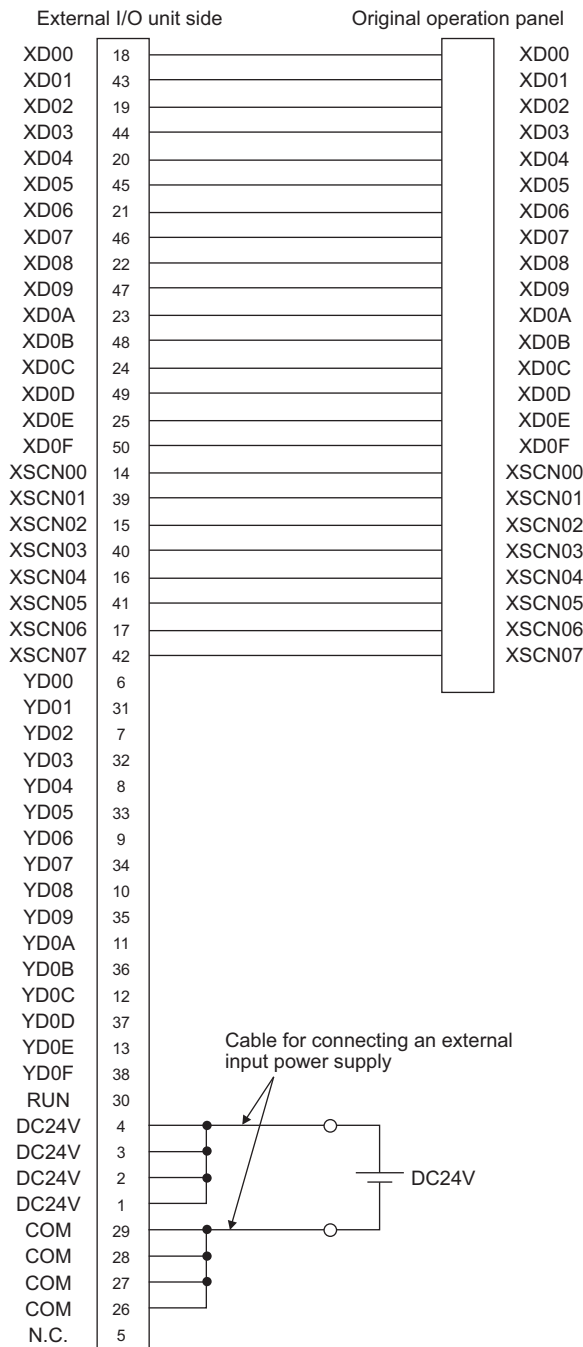 External I/O unit side Original operation panel
XD00 18 XD00
XD01 43 XD01
XD02 19 XD02
XD03 44 XD03
XD04 20 XD04
XD05 45 XD05
XD06 21 XD06
XD07 46 XD07
XD08 22 XD08
XD09 47 XD09
XD0A 23 XD0A
XD0B 48 XD0B
XD0C 24 XD0C
XD0D 49 XD0D
XD0E 25 XD0E
XD0F 50 XD0F
XSCN00 14 XSCN00
XSCN01 39 XSCN01
XSCN02 15 XSCN02
XSCN03 40 XSCN03
XSCN04 16 XSCN04
XSCN05 41 XSCN05
XSCN06 17 XSCN06
XSCN07 42 XSCN07
YD00 6
YD01 31
YD02 7
YD03 32
YD04 8
YD05 33
YD06 9
YD07 34
YD08 10
YD09 35
YD0A 11
YD0B 36
YD0C 12
YD0D 37
YD0E 13
YD0F 38
Cable for connecting an external
input power supply
RUN 30
DC24V 4
DC24V 3
DC24V 2 DC24V
DC24V 1
COM 29
COM 28
COM 27
COM 26
N.C. 5